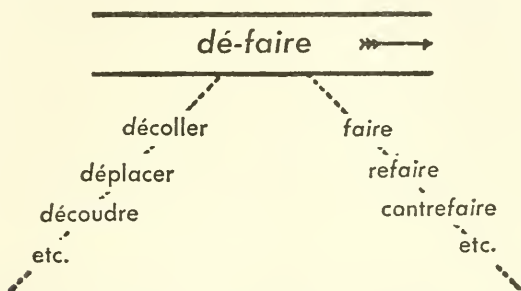 dé-faire
décoller faire
déplacer refaire
découdre contrefaire
etc. etc.